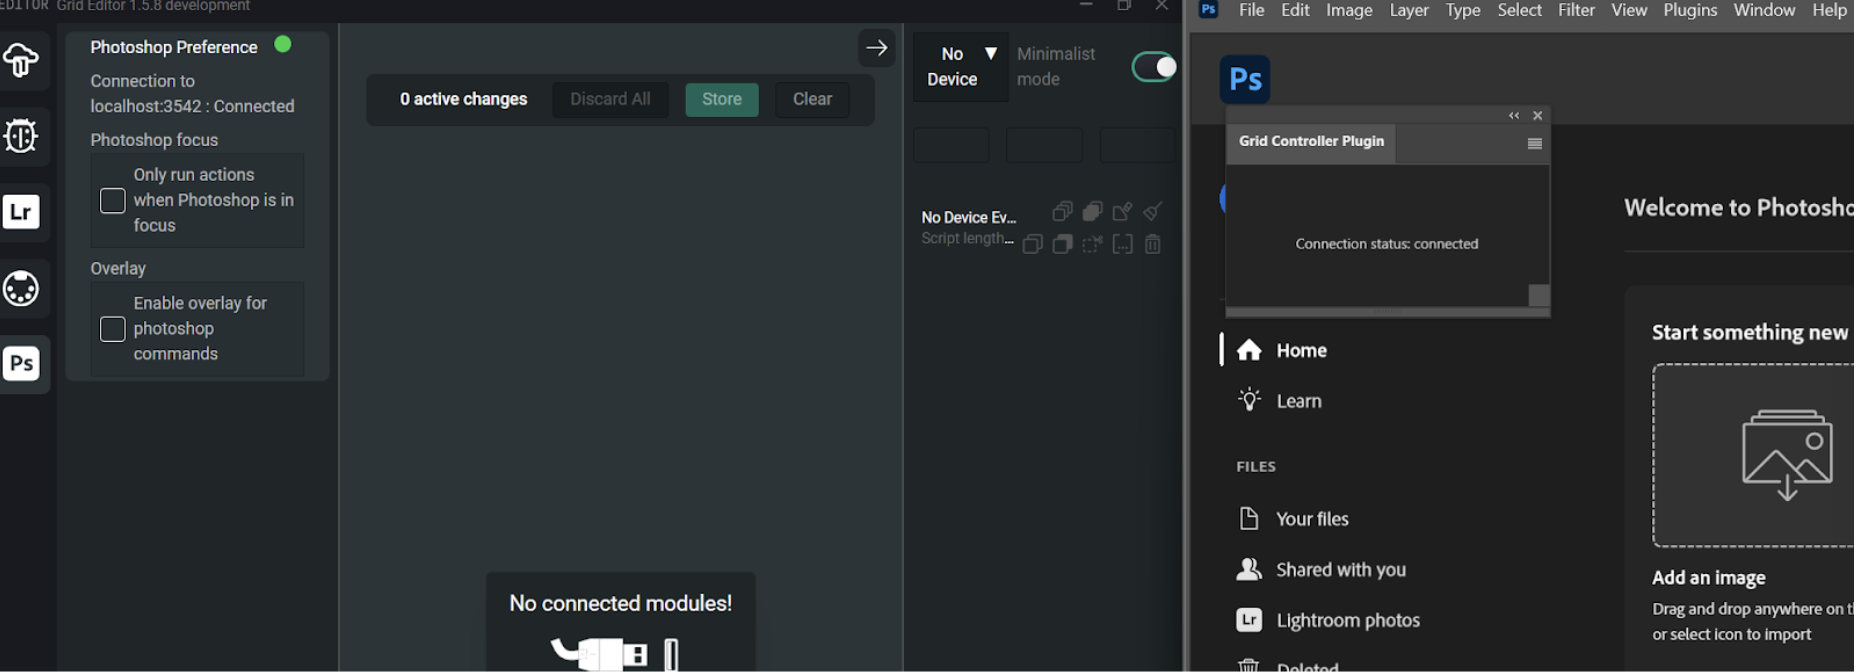 EDITOR Grid Editor 1.5.8 development
Photoshop Preference
Connection to
localhost:3542 : Connected
Photoshop focus
Only run actions
when Photoshop is in
focus
Overlay
Enable overlay for
photoshop
commands
Lr
Ps
0 active changes
Discard All
Store
Clear
No connected modules!
No
Device
Minimalist
mode
No Device Ev...
Script length...
Ps
File Edit Image Layer Type Select Filter View Plugins Window Help
Ps
Grid Controller Plugin
Connection status: connected
Home
Learn
FILES
Your files
Shared with you
Lr
Lightroom photos
Deleted
Welcome to Photosho
Start something new
Add an image
Drag and drop anywhere on th
or select icon to import